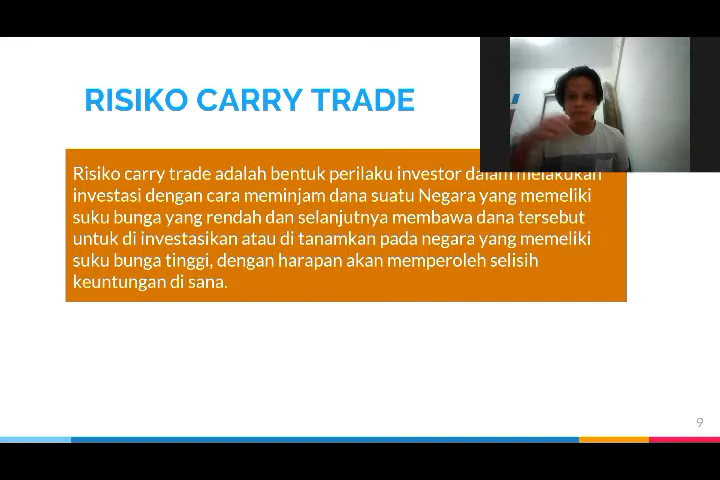 RISIKO CARRY TRADE
Risiko carry trade adalah bentuk perilaku investor dalam melakukan
investasi dengan cara meminjam dana suatu Negara yang memeliki
suku bunga yang rendah dan selanjutnya membawa dana tersebut
untuk di investasikan atau di tanamkan pada negara yang memeliki
suku bunga tinggi, dengan harapan akan memperoleh selisih
keuntungan di sana.
9